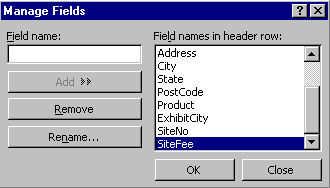 Manage Fields
Field name:
Add
Remove
Rename...
Field names in header row:
Address
City
State
PostCode
Product
ExhibitCity
SiteNo
SiteFee
OK
Close